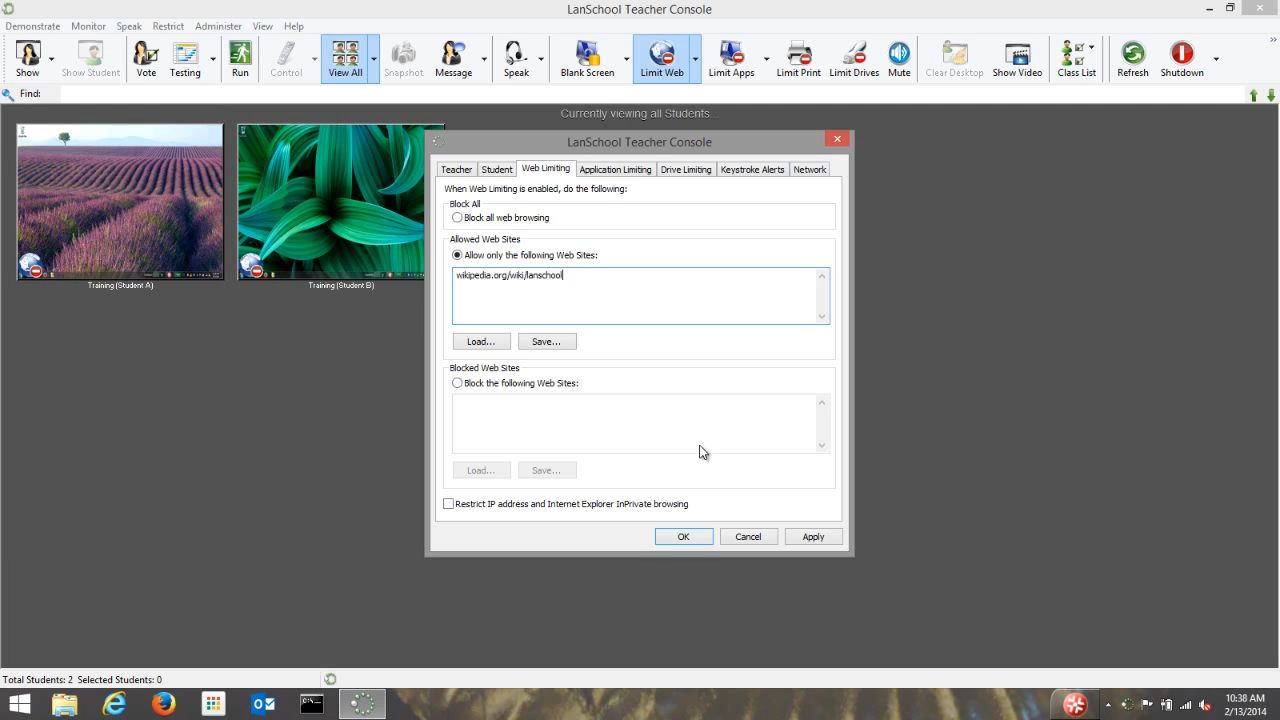 LanSchool Teacher Console
Demonstrate Monitor Speak Restrict Administer View Help
Show Show Student Vote Testing Run Control View All Snapshot Message Speak Blank Screen Limit Web Limit Apps Limit Print Limit Drives Mute Clear Desktop Show Video Class List Refresh Shutdown
Find:
Currently viewing all Students...
LanSchool Teacher Console
Teacher Student Web Limiting Application Limiting Drive Limiting Keystroke Alerts Network
When Web Limiting is enabled, do the following:
Block All
Block all web browsing
Allowed Web Sites
Allow only the following Web Sites:
wikipedia.org/wiki/lanschool
Load... Save...
Blocked Web Sites
Block the following Web Sites:
Load... Save...
Restrict IP address and Internet Explorer InPrivate browsing
OK Cancel Apply
Training (Student A) Training (Student B)
Total Students: 2 Selected Students: 0
10:38 AM
2/13/2014